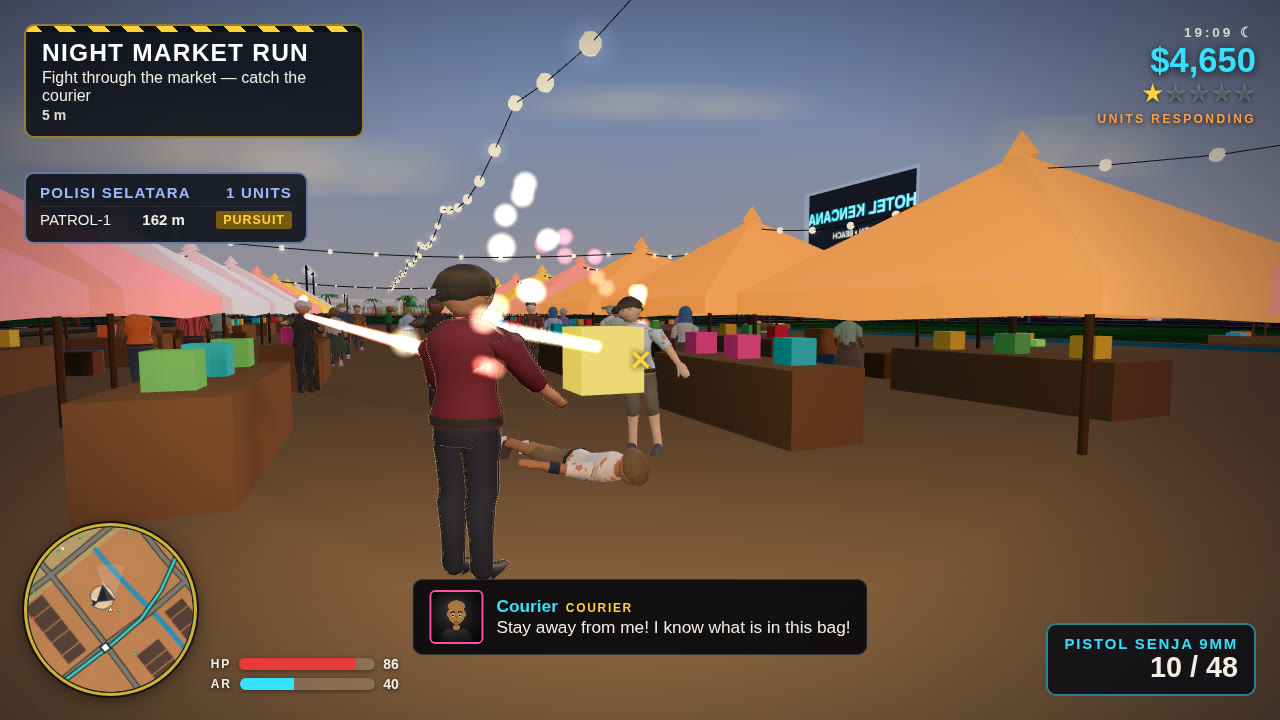 NIGHT MARKET RUN
Fight through the market — catch the
courier
5 m
19:09 ☾
$4,650
UNITS RESPONDING
POLISI SELATARA 1 UNITS
PATROL-1 162 m PURSUIT
HOTEL KENCANA
BEACH
Courier COURIER
Stay away from me! I know what is in this bag!
HP 86
AR 40
PISTOL SENJA 9MM
10 / 48